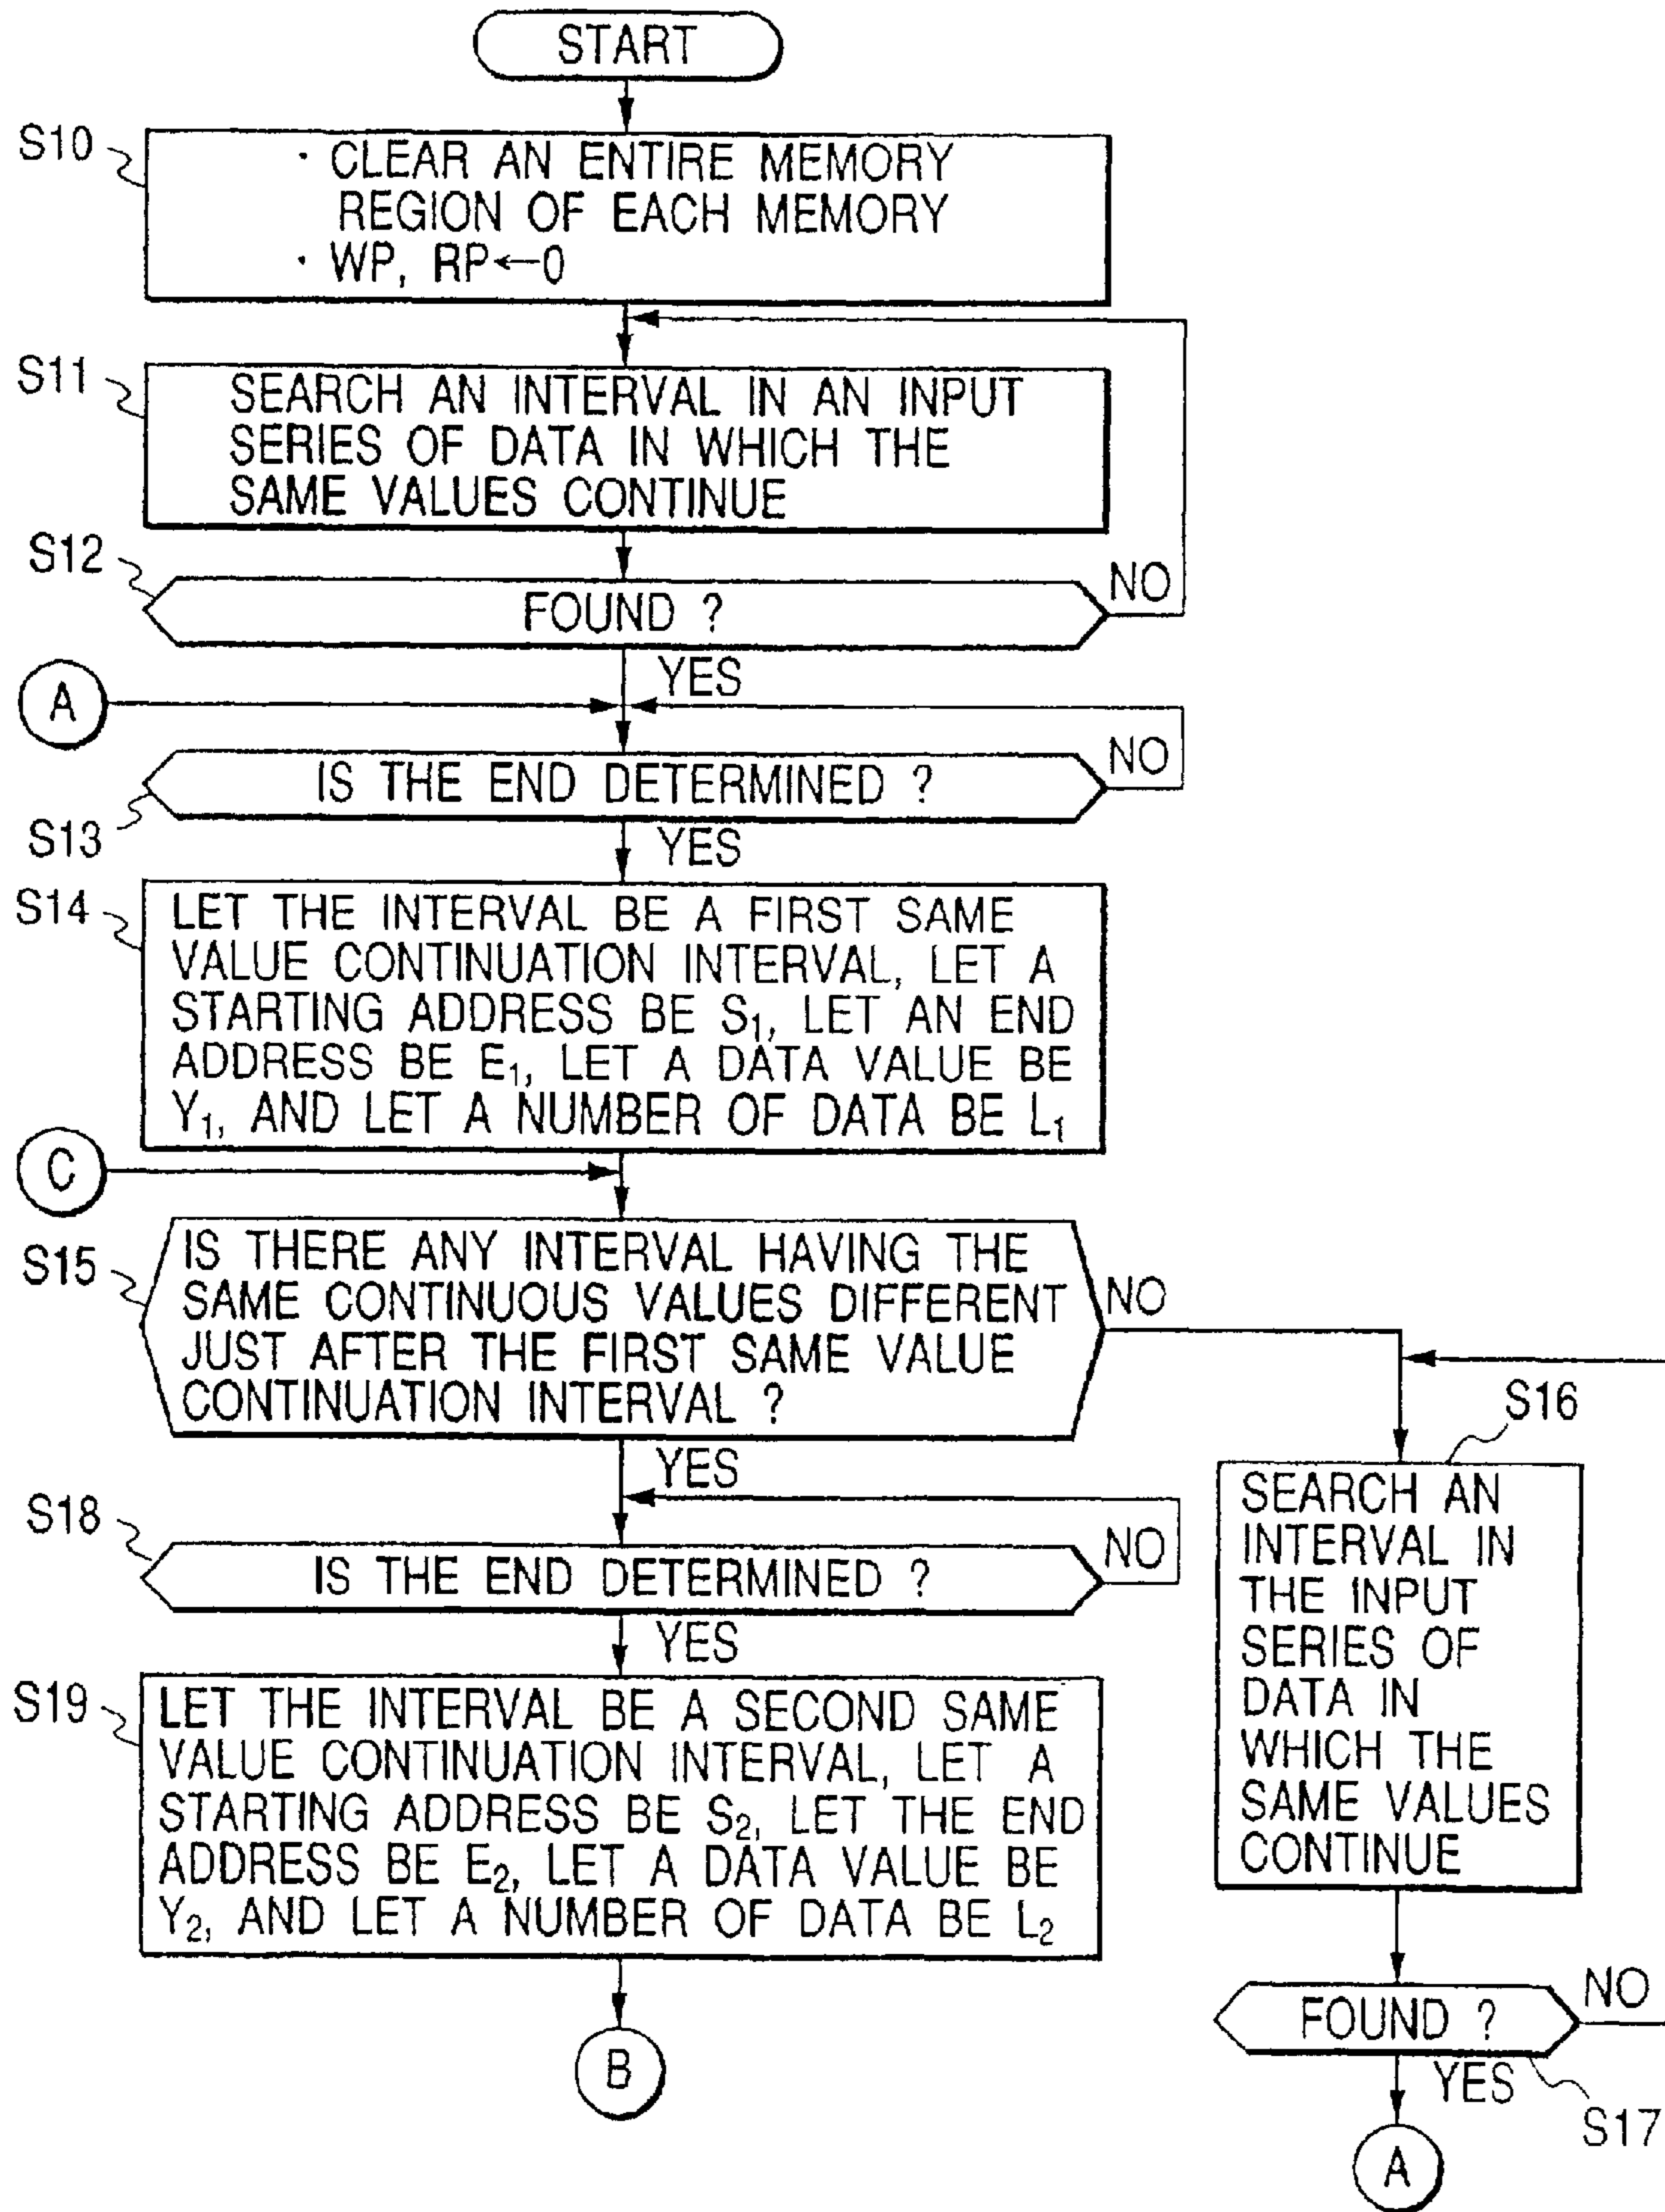 START
S10
· CLEAR AN ENTIRE MEMORY
REGION OF EACH MEMORY
· WP, RP←0
S11
SEARCH AN INTERVAL IN AN INPUT
SERIES OF DATA IN WHICH THE
SAME VALUES CONTINUE
S12
FOUND ?
NO
YES
A
IS THE END DETERMINED ?
NO
S13
YES
S14
LET THE INTERVAL BE A FIRST SAME
VALUE CONTINUATION INTERVAL, LET A
STARTING ADDRESS BE S₁, LET AN END
ADDRESS BE E₁, LET A DATA VALUE BE
Y₁, AND LET A NUMBER OF DATA BE L₁
C
S15
IS THERE ANY INTERVAL HAVING THE
SAME CONTINUOUS VALUES DIFFERENT
JUST AFTER THE FIRST SAME VALUE
CONTINUATION INTERVAL ?
NO
YES
S16
SEARCH AN
INTERVAL IN
THE INPUT
SERIES OF
DATA IN
WHICH THE
SAME VALUES
CONTINUE
S18
IS THE END DETERMINED ?
NO
YES
S19
LET THE INTERVAL BE A SECOND SAME
VALUE CONTINUATION INTERVAL, LET A
STARTING ADDRESS BE S₂, LET THE END
ADDRESS BE E₂, LET A DATA VALUE BE
Y₂, AND LET A NUMBER OF DATA BE L₂
B
FOUND ?
NO
YES
S17
A